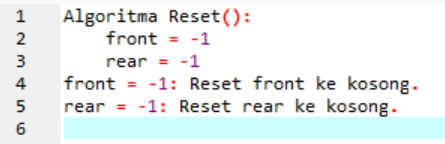 1 Algoritma Reset():
2     front = -1
3     rear = -1
4 front = -1: Reset front ke kosong.
5 rear = -1: Reset rear ke kosong.
6